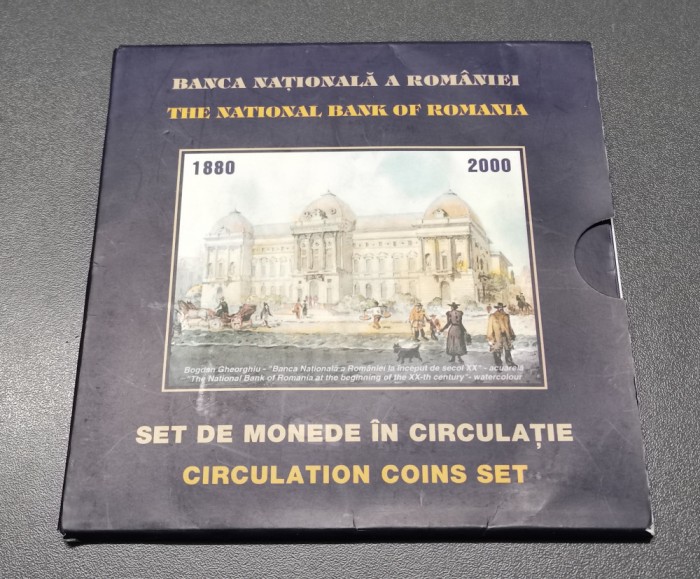 BANCA NAȚIONALĂ A ROMÂNIEI
THE NATIONAL BANK OF ROMANIA
1880 2000
Bogdan Gheorghiu - "Banca Națională a României la început de secol XX" - acuarelă
"The National Bank of Romania at the beginning of the XX-th century" - watercolour
SET DE MONEDE ÎN CIRCULAȚIE
CIRCULATION COINS SET